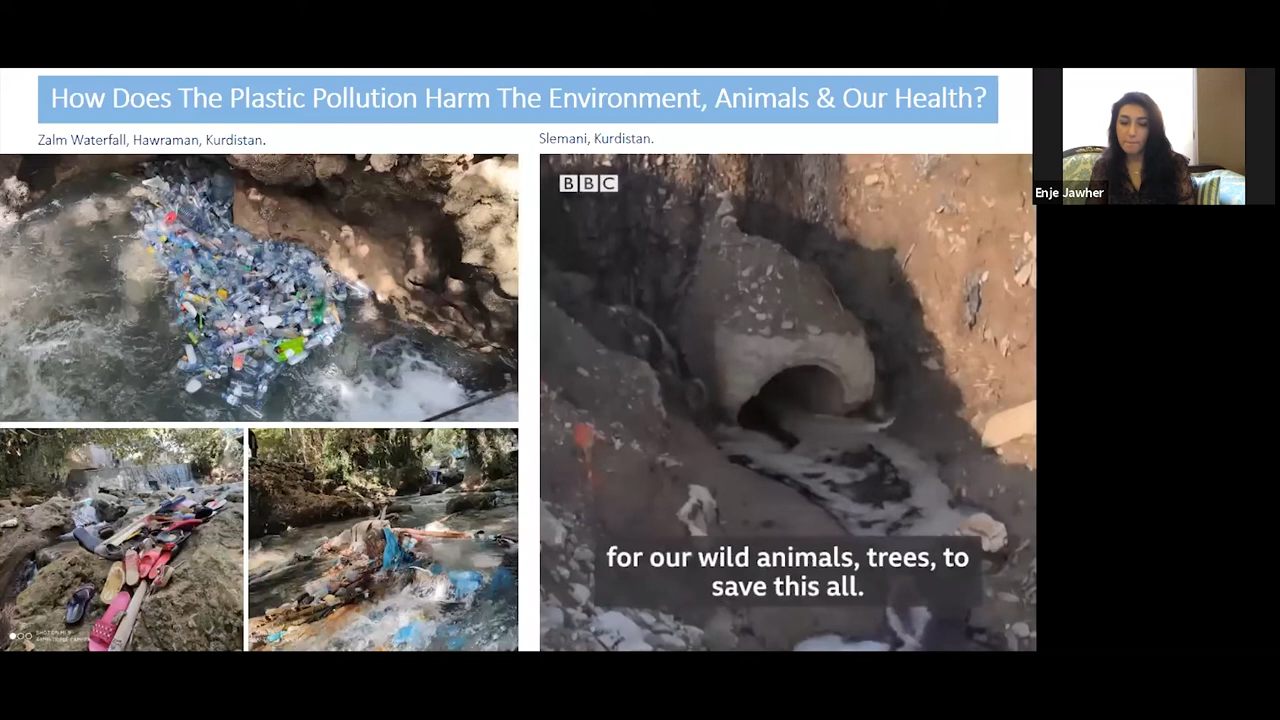 How Does The Plastic Pollution Harm The Environment, Animals & Our Health?
Zalm Waterfall, Hawraman, Kurdistan.
Slemani, Kurdistan.
BBC
Enje Jawher
for our wild animals, trees, to
save this all.